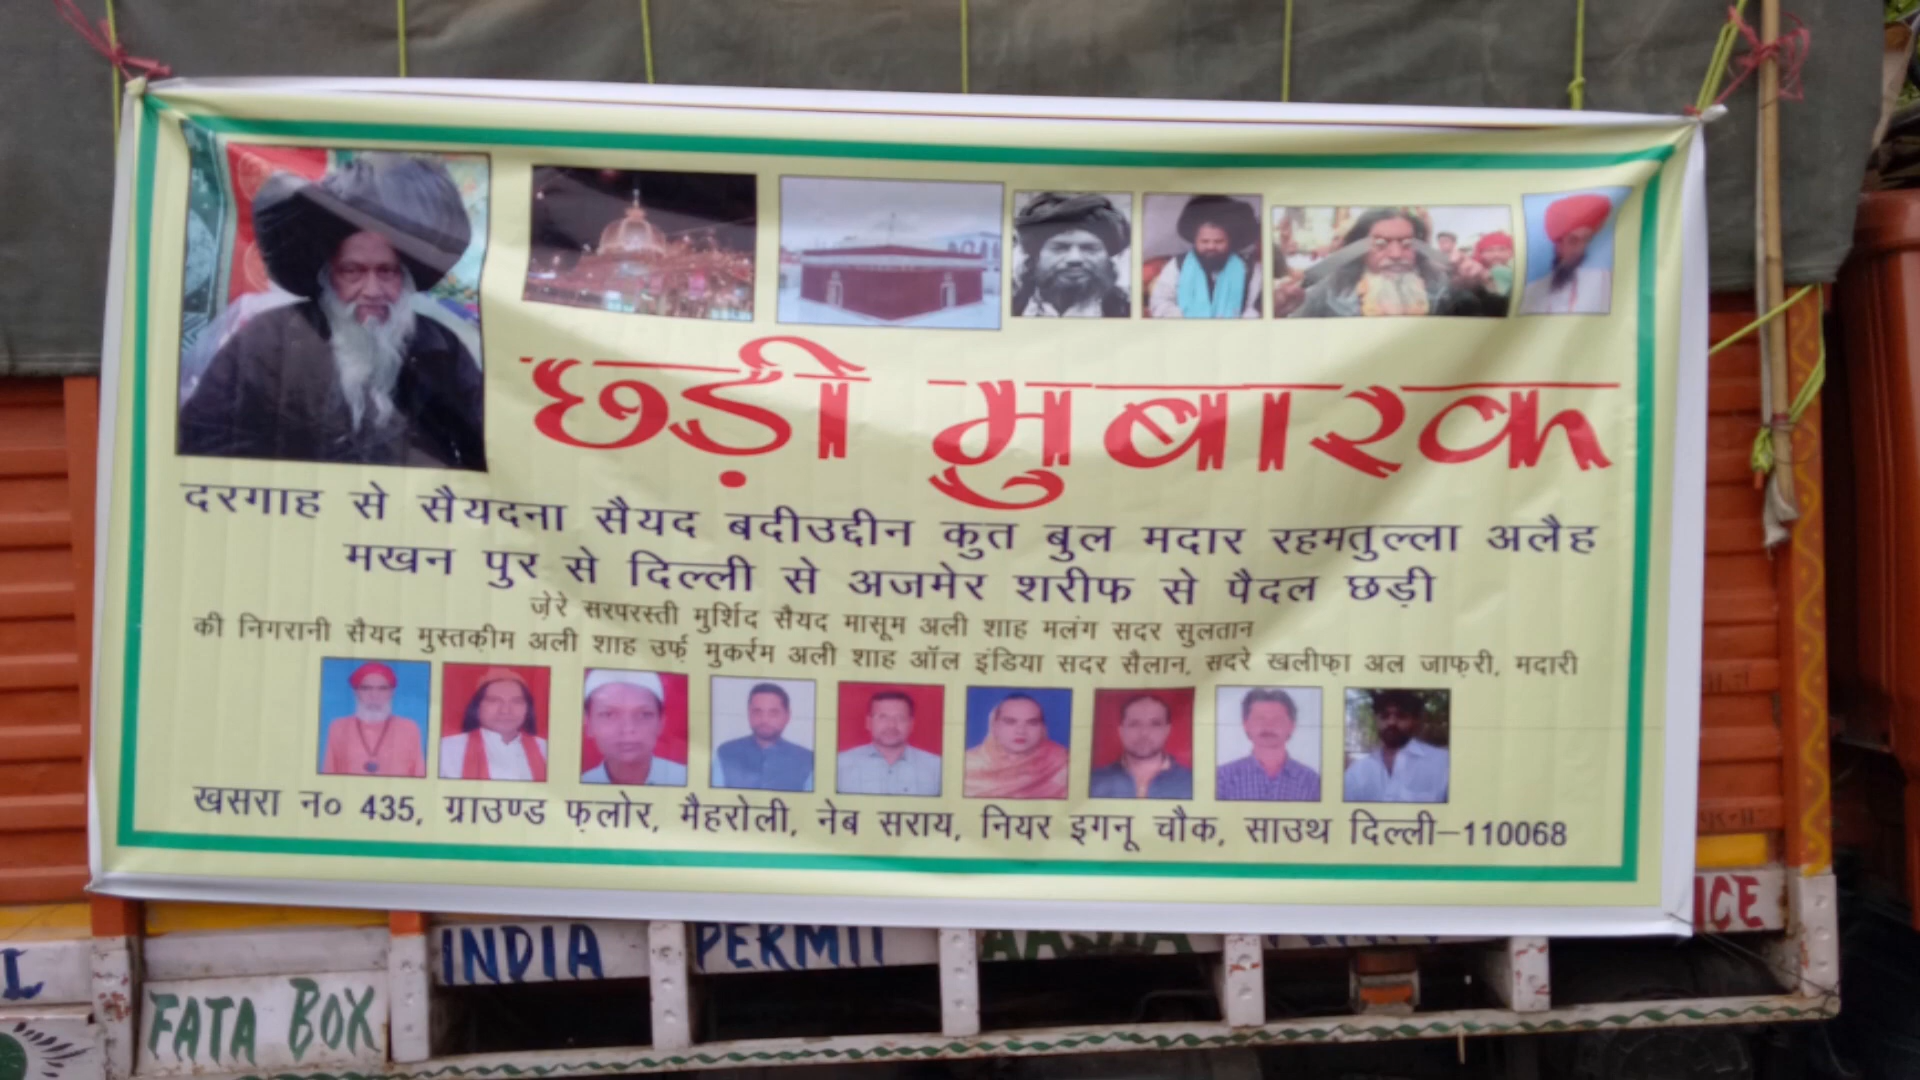 छड़ी मुबारक
दरगाह से सैयदना सैयद बदीउद्दीन कुत बुल मदार रहमतुल्ला अलैह
मखन पुर से दिल्ली से अजमेर शरीफ से पैदल छड़ी
ज़ेरे सरपरस्ती मुर्शिद सैयद मासूम अली शाह मलंग सदर सुलतान
की निगरानी सैयद मुस्तक़ीम अली शाह उर्फ़ मुकर्रम अली शाह ऑल इंडिया सदर सैलान, सदरे खलीफ़ा अल जाफ़री, मदारी
खसरा न० 435, ग्राउण्ड फ़्लोर, मैहरोली, नेब सराय, नियर इगनू चौक, साउथ दिल्ली–110068
L INDIA PERMIT ICE
FATA BOX